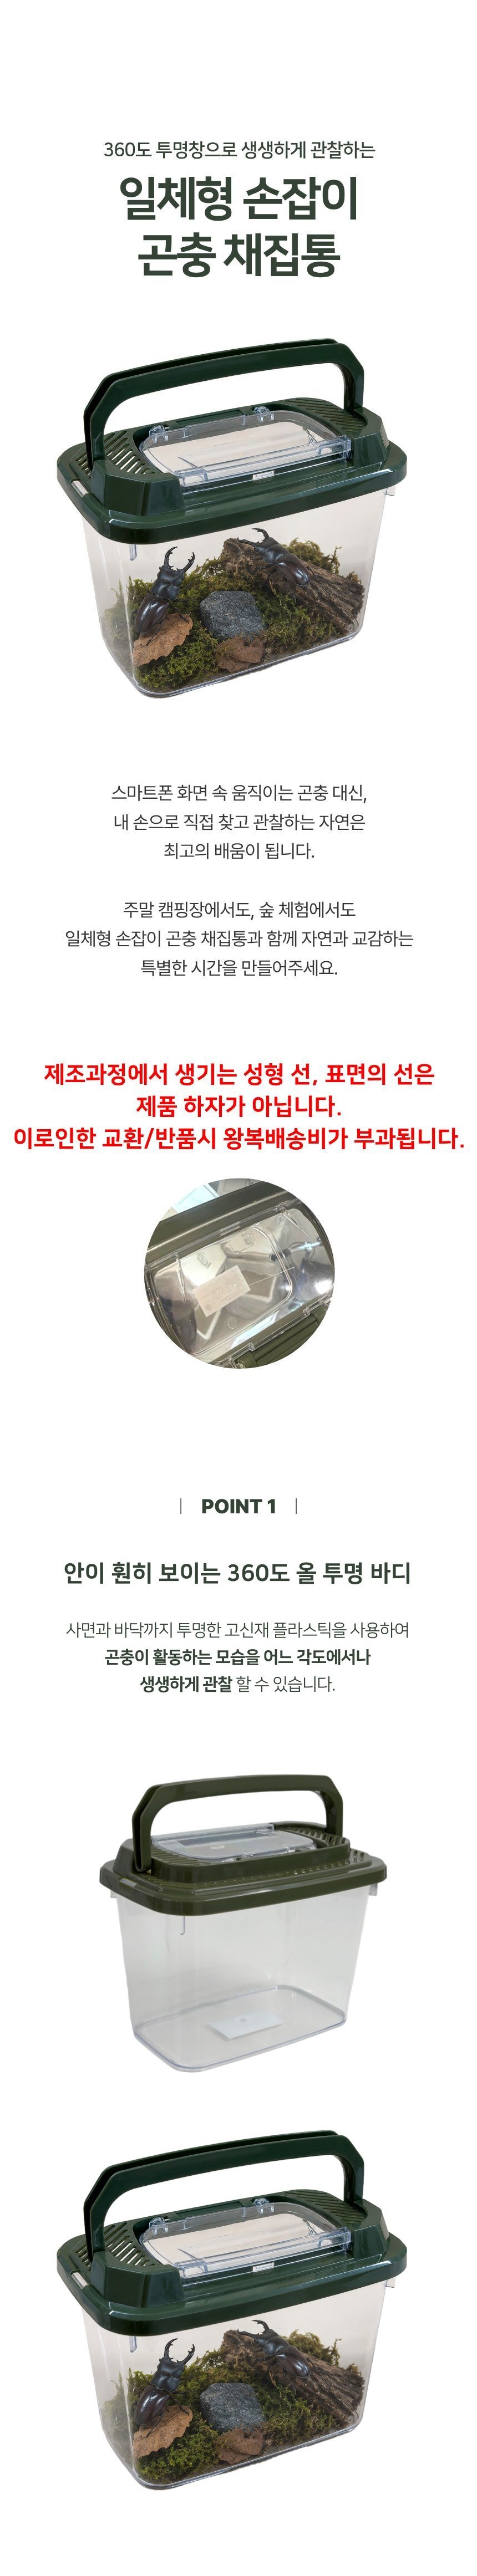 360도 투명창으로 생생하게 관찰하는
일체형 손잡이
곤충 채집통
스마트폰 화면 속 움직이는 곤충 대신,
내 손으로 직접 찾고 관찰하는 자연은
최고의 배움이 됩니다.
주말 캠핑장에서도, 숲 체험에서도
일체형 손잡이 곤충 채집통과 함께 자연과 교감하는
특별한 시간을 만들어주세요.
제조과정에서 생기는 성형 선, 표면의 선은
제품 하자가 아닙니다.
이로인한 교환/반품시 왕복배송비가 부과됩니다.
POINT 1
안이 훤히 보이는 360도 올 투명 바디
사면과 바닥까지 투명한 고신재 플라스틱을 사용하여
곤충이 활동하는 모습을 어느 각도에서나
생생하게 관찰 할 수 있습니다.